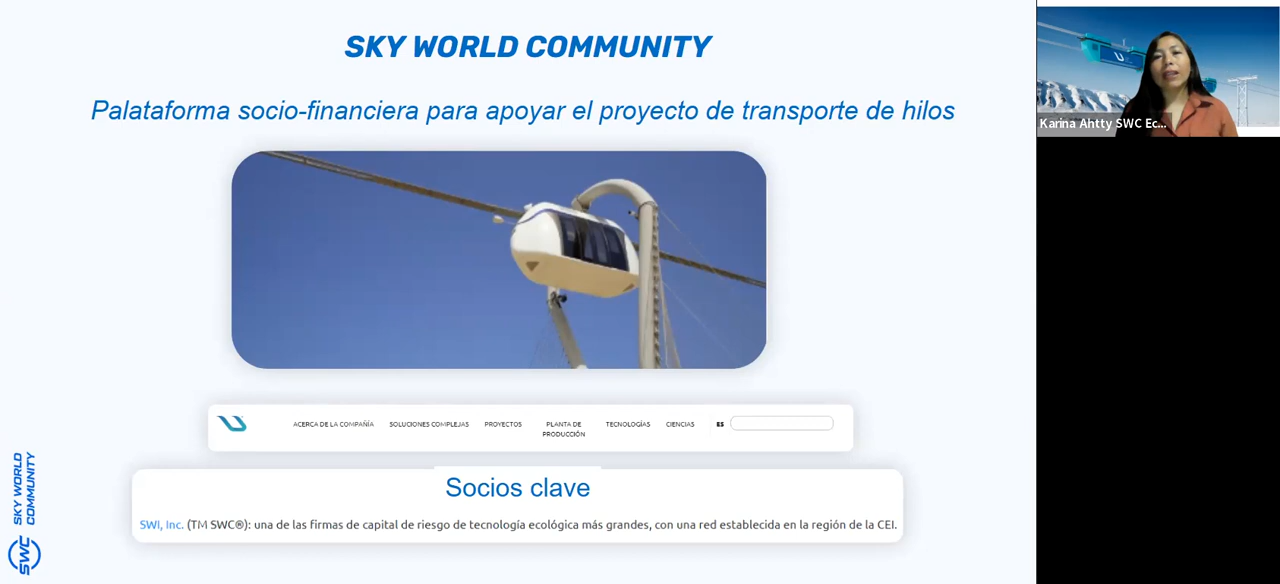 SKY WORLD COMMUNITY
Palataforma socio-financiera para apoyar el proyecto de transporte de hilos
Karina Ahtty SWC Ec...
ACERCA DE LA COMPAÑÍA SOLUCIONES COMPLEJAS PROYECTOS PLANTA DE PRODUCCIÓN TECNOLOGÍAS CIENCIAS ES
Socios clave
SWI, Inc. (TM SWC®): una de las firmas de capital de riesgo de tecnología ecológica más grandes, con una red establecida en la región de la CEI.
SKY WORLD
COMMUNITY
SWC